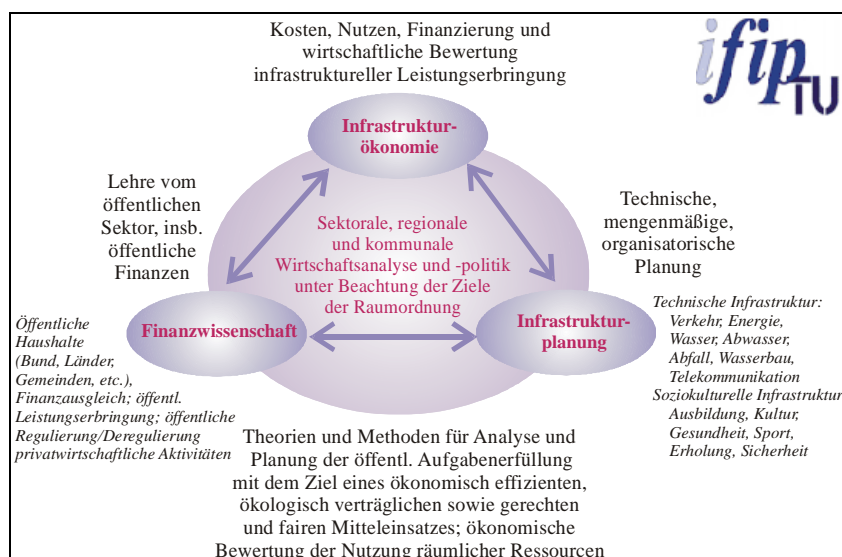 Kosten, Nutzen, Finanzierung und
wirtschaftliche Bewertung
infrastruktureller Leistungserbringung
ifip
TU
Infrastruktur-
ökonomie
Lehre vom
öffentlichen
Sektor, insb.
öffentliche
Finanzen
Sektorale, regionale
und kommunale
Wirtschaftsanalyse und -politik
unter Beachtung der Ziele
der Raumordnung
Technische,
mengenmäßige,
organisatorische
Planung
Finanzwissenschaft
Infrastruktur-
planung
Öffentliche
Haushalte
(Bund, Länder,
Gemeinden, etc.),
Finanzausgleich; öffentl.
Leistungserbringung; öffentliche
Regulierung/Deregulierung
privatwirtschaftliche Aktivitäten
Technische Infrastruktur:
Verkehr, Energie,
Wasser, Abwasser,
Abfall, Wasserbau,
Telekommunikation
Soziokulturelle Infrastruktur
Ausbildung, Kultur,
Gesundheit, Sport,
Erholung, Sicherheit
Theorien und Methoden für Analyse und
Planung der öffentl. Aufgabenerfüllung
mit dem Ziel eines ökonomisch effizienten,
ökologisch verträglichen sowie gerechten
und fairen Mitteleinsatzes; ökonomische
Bewertung der Nutzung räumlicher Ressourcen